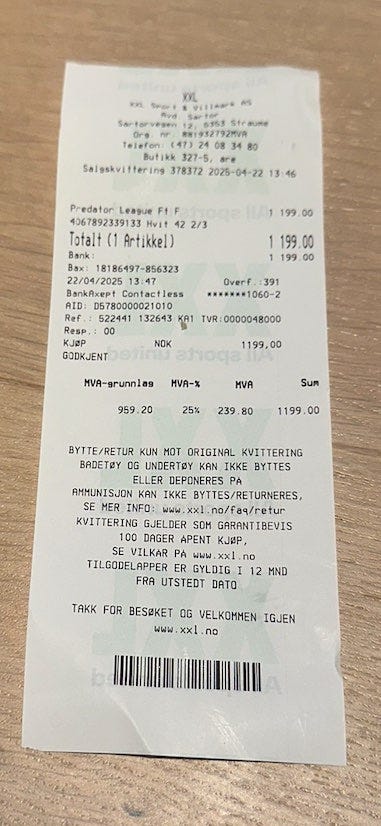 XXL
XXL Sport & Villmark AS
Avd. Sartor
Sartorvegen 12, 5353 Straume
Org. nr. 881932792MVA
Telefon: (47) 24 08 34 80
Butikk 327-5, are
Salgskvittering 378372 2025-04-22 13:46
Predator League Ft F 1 199.00
4067892339133 Hvit 42 2/3
Totalt (1 Artikkel) 1 199.00
Bank: 1 199.00
Bax: 18186497-856323
22/04/2025 13:47 Overf.:391
BankAxept Contactless *******1060-2
AID: D5780000021010
Ref.: 522441 132643 KA1 TVR:0000048000
Resp.: 00
KJØP NOK 1199,00
GODKJENT
MVA-grunnlag MVA-% MVA Sum
959.20 25% 239.80 1199.00
BYTTE/RETUR KUN MOT ORIGINAL KVITTERING
BADETØY OG UNDERTØY KAN IKKE BYTTES
ELLER DEPONERES PÅ
AMMUNISJON KAN IKKE BYTTES/RETURNERES,
SE MER INFO: www.xxl.no/faq/retur
KVITTERING GJELDER SOM GARANTIBEVIS
100 DAGER ÅPENT KJØP,
SE VILKÅR PÅ www.xxl.no
TILGODELAPPER ER GYLDIG I 12 MND
FRA UTSTEDT DATO
TAKK FOR BESØKET OG VELKOMMEN IGJEN
www.xxl.no